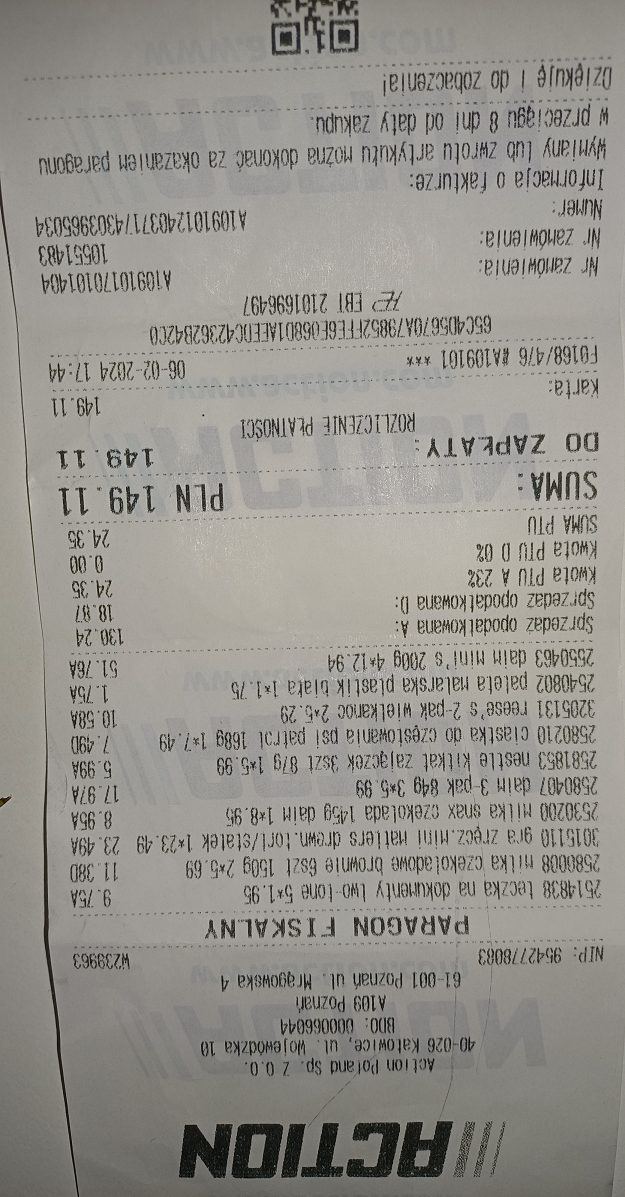 ACTION
Action Poland Sp. Z O.O.
40-026 Katowice, ul. Wojewódzka 10
BDO: 000066044
A109 Poznań
61-001 Poznań ul. Mrągowska 4
NIP: 9542778083 W239963
PARAGON FISKALNY
2514838 teczka na dokumenty two-tone 5*1.95 9.75A
2580008 milka czekoladowe brownie 6szt 150g 2*5.69 11.38D
3015110 gra zręcz.mini matters drewn.tori/statek 1*23.49 23.49A
2530200 milka snax czekolada 145g daim 1*8.95 8.95A
2580407 daim 3-pak 84g 3*5.99 17.97A
2581853 nestle kitkat zajączek 3szt 87g 1*5.99 5.99A
2580210 ciastka do częstowania psi patrol 168g 1*7.49 7.49D
3205131 reese's 2-pak wielkanoc 2*5.29 10.58A
2540802 paleta malarska plastik biała 1*1.75 1.75A
2550463 daim mini's 200g 4*12.94 51.76A
Sprzedaż opodatkowana A: 130.24
Sprzedaż opodatkowana D: 18.87
Kwota PTU A 23% 24.35
Kwota PTU D 0% 0.00
SUMA PTU 24.35
SUMA: PLN 149.11
DO ZAPŁATY: 149.11
ROZLICZENIE PŁATNOŚCI
Karta: 149.11
F0168/476 #A109101 *** 06-02-2024 17:44
65C4D5670A79852FFE6E068D1AEEDC42362B42C0
EBT 2101696497
Nr zamówienia: A10910170101404
Nr zamówienia: 10551483
Numer: A10910124037174303965034
Informacja o fakturze:
Wymiany lub zwrotu artykułu można dokonać za okazaniem paragonu
w przeciągu 8 dni od daty zakupu.
Dziękuję i do zobaczenia!